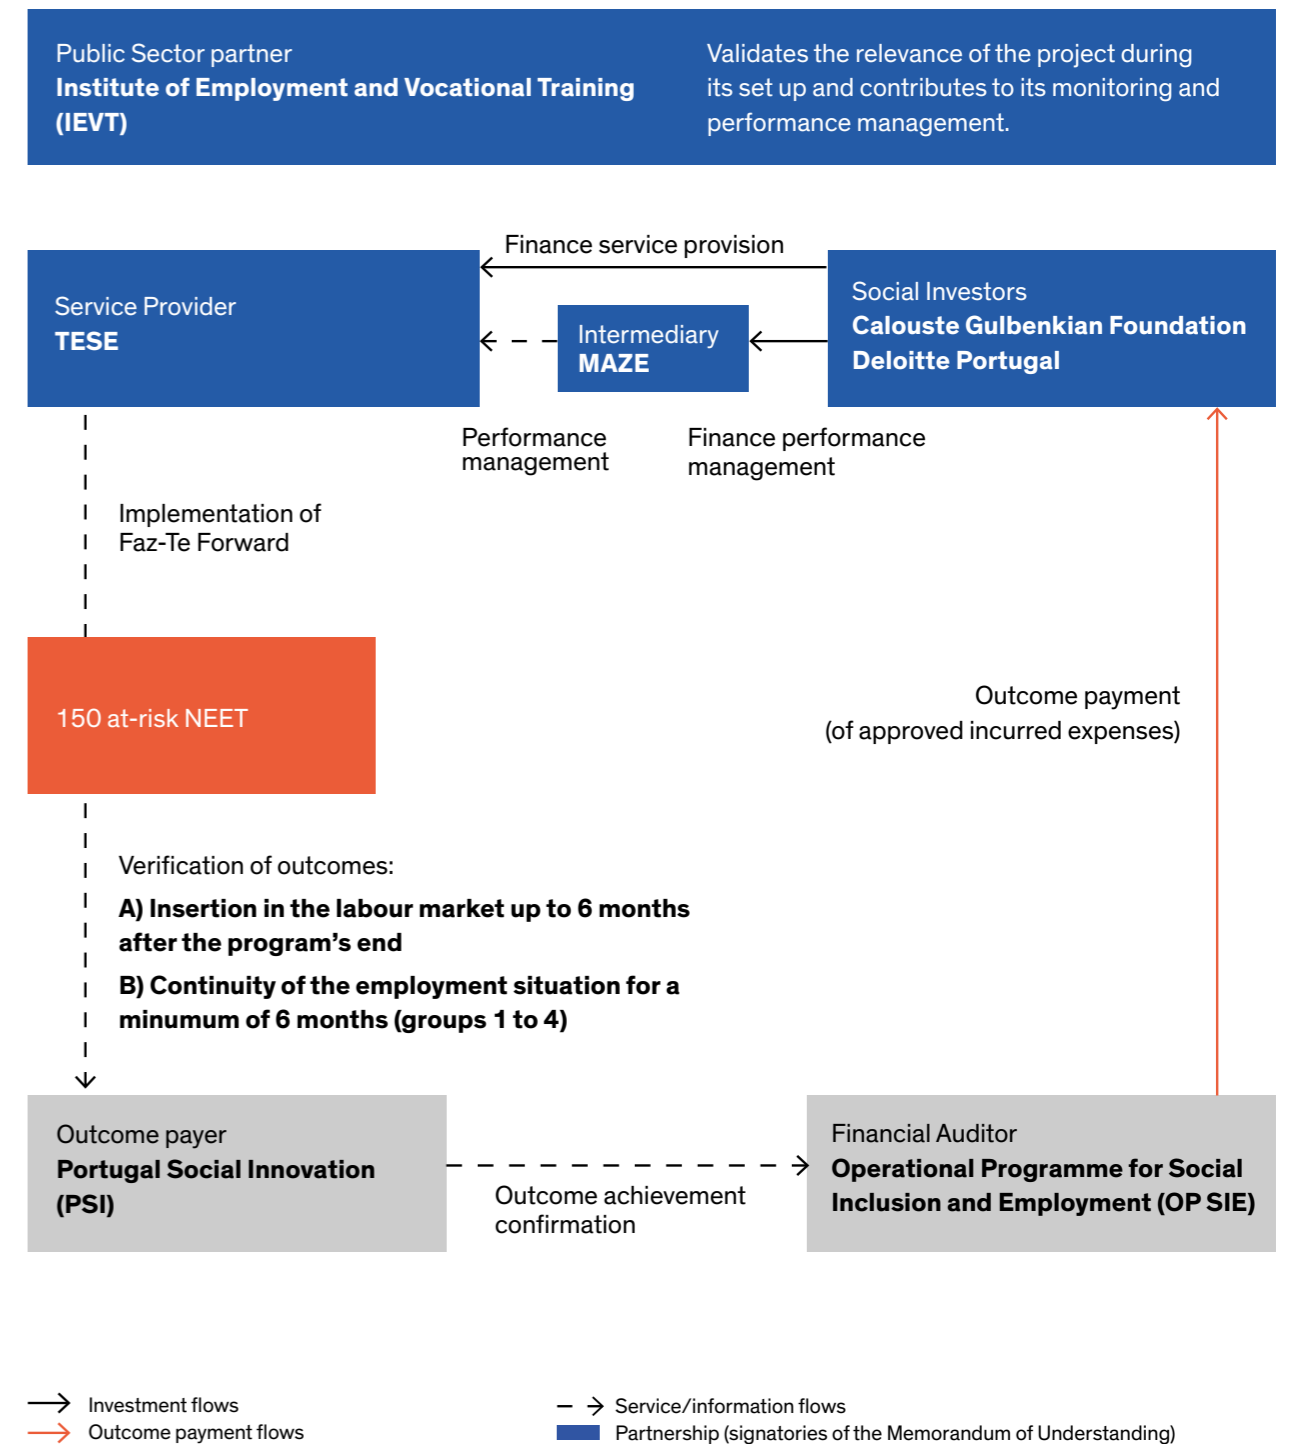 Public Sector partner
Institute of Employment and Vocational Training
(IEVT)
Validates the relevance of the project during
its set up and contributes to its monitoring and
performance management.
Finance service provision
Service Provider
TESE
Intermediary
MAZE
Social Investors
Calouste Gulbenkian Foundation
Deloitte Portugal
Performance
management
Finance performance
management
Implementation of
Faz-Te Forward
150 at-risk NEET
Outcome payment
(of approved incurred expenses)
Verification of outcomes:
A) Insertion in the labour market up to 6 months
after the program’s end
B) Continuity of the employment situation for a
minumum of 6 months (groups 1 to 4)
Outcome payer
Portugal Social Innovation
(PSI)
Outcome achievement
confirmation
Financial Auditor
Operational Programme for Social
Inclusion and Employment (OP SIE)
Investment flows
Outcome payment flows
Service/information flows
Partnership (signatories of the Memorandum of Understanding)